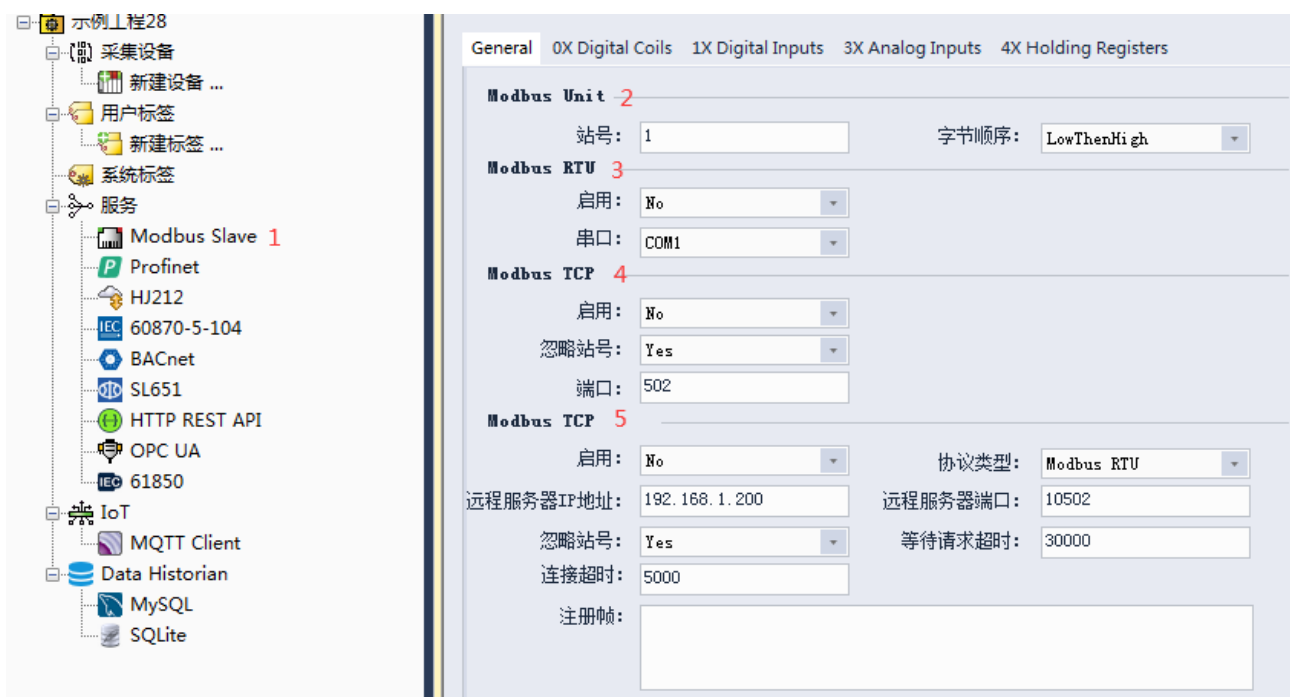 示例工程28
采集设备
新建设备 ...
用户标签
新建标签 ...
系统标签
服务
Modbus Slave 1
P Profinet
HJ212
IEC 60870-5-104
BACnet
SL651
HTTP REST API
OPC UA
IEC 61850
IoT
MQTT Client
Data Historian
MySQL
SQLite
General 0X Digital Coils 1X Digital Inputs 3X Analog Inputs 4X Holding Registers
Modbus Unit 2
站号: 1 字节顺序: LowThenHigh
Modbus RTU 3
启用: No
串口: COM1
Modbus TCP 4
启用: No
忽略站号: Yes
端口: 502
Modbus TCP 5
启用: No 协议类型: Modbus RTU
远程服务器IP地址: 192.168.1.200 远程服务器端口: 10502
忽略站号: Yes 等待请求超时: 30000
连接超时: 5000
注册帧: